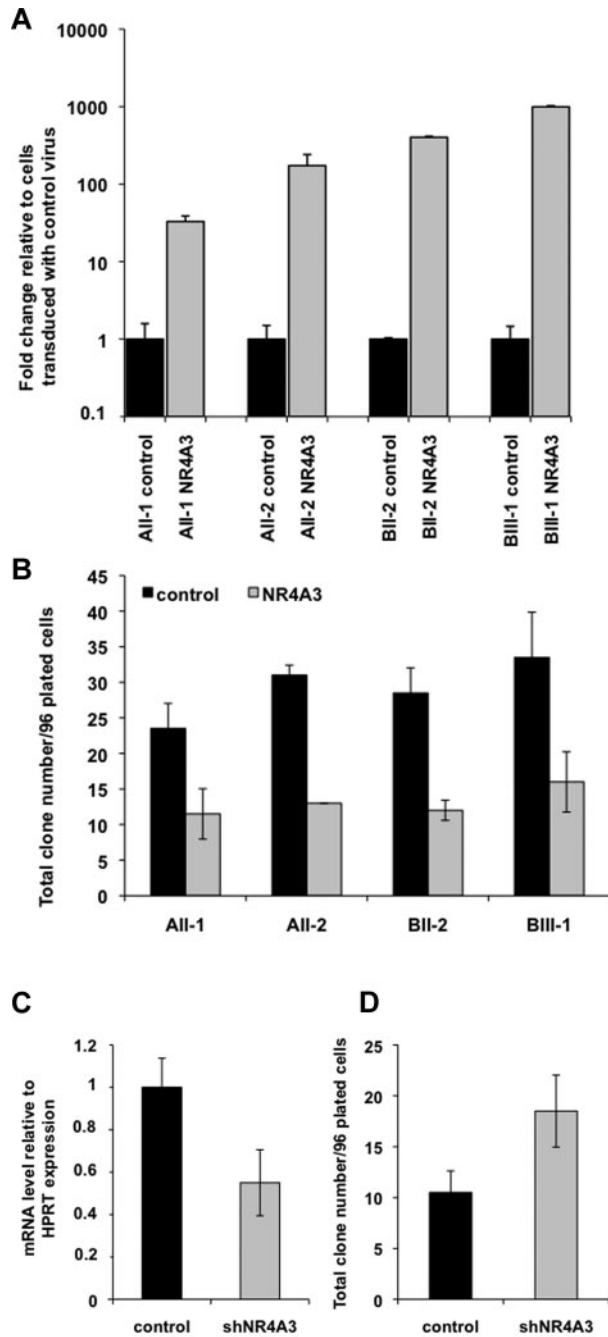 A
Fold change relative to cells
transduced with control virus
10000
1000
100
10
1
0.1
AII-1 control
AII-1 NR4A3
AII-2 control
AII-2 NR4A3
BII-2 control
BII-2 NR4A3
BIII-1 control
BIII-1 NR4A3
B
Total clone number/96 plated cells
45
40
35
30
25
20
15
10
5
0
control
NR4A3
AII-1
AII-2
BII-2
BIII-1
C
mRNA level relative to
HPRT expression
1.2
1
0.8
0.6
0.4
0.2
0
control
shNR4A3
D
Total clone number/96 plated cells
25
20
15
10
5
0
control
shNR4A3